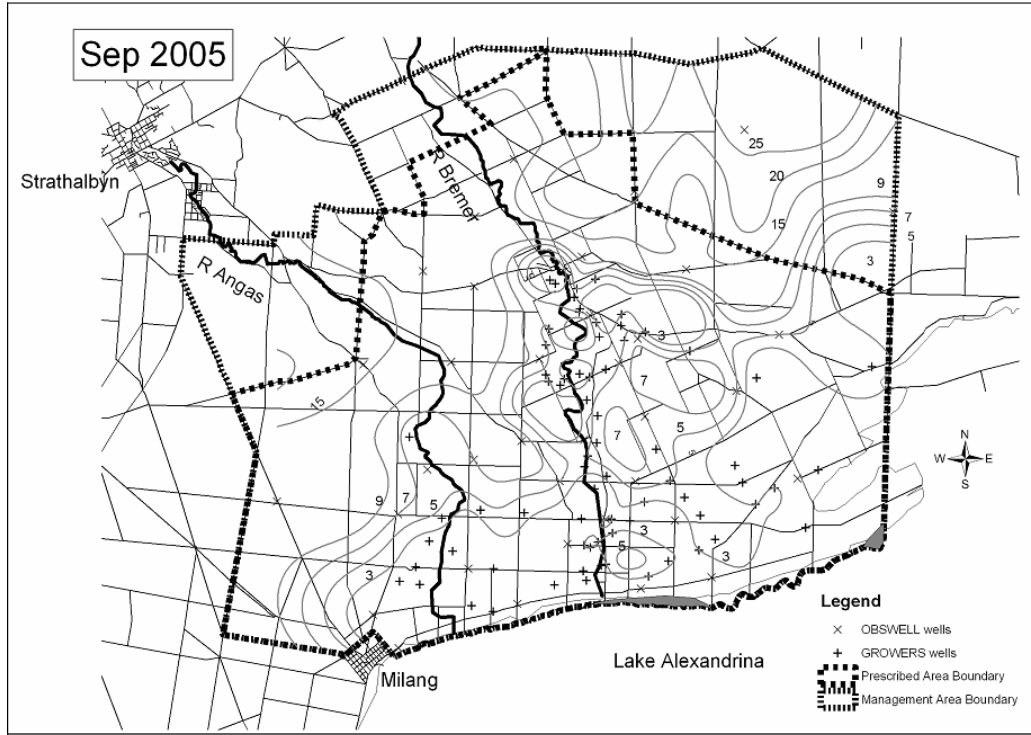 Sep 2005
Strathalbyn
R Bremer
R Angas
25
20
15
9
7
5
3
3
7
5
7
15
9
7
5
3
3
5
3
N
W E
S
Milang
Lake Alexandrina
Legend
OBSWELL wells
GROWERS wells
Prescribed Area Boundary
Management Area Boundary